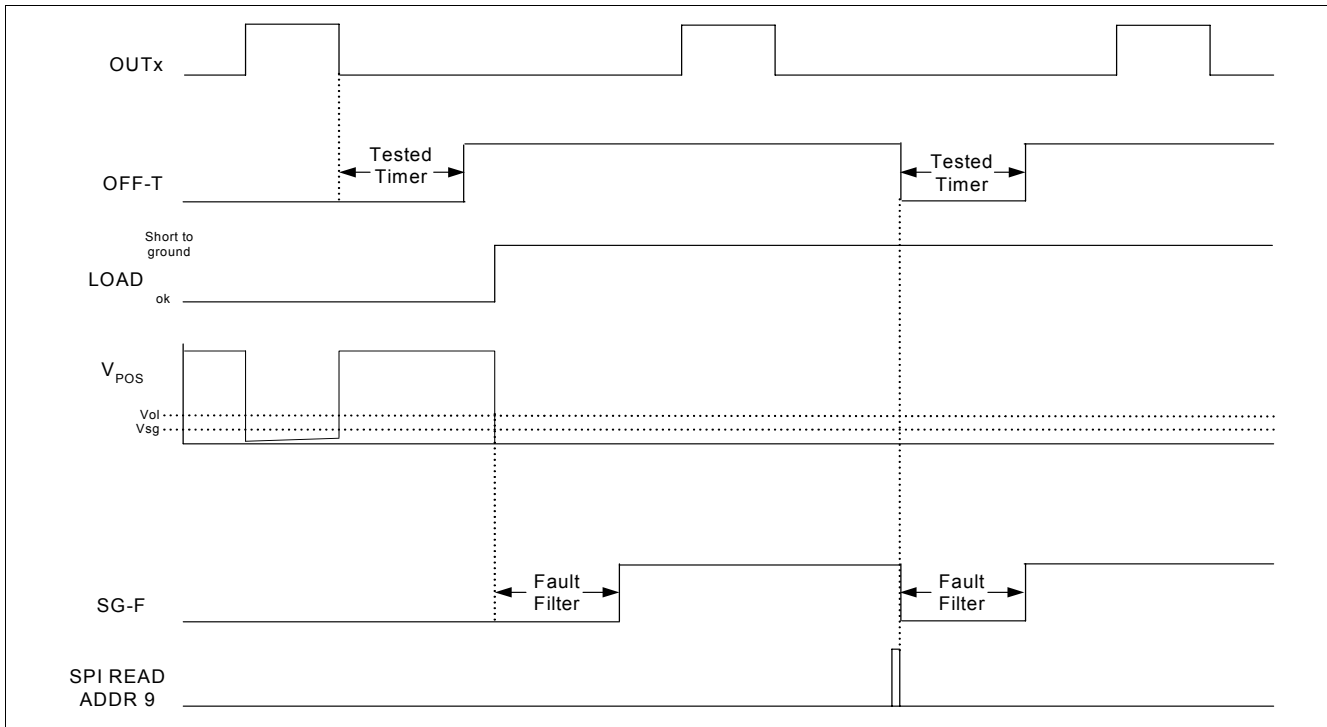 OUTx
OFF-T
Tested
Timer
Tested
Timer
Short to
ground
LOAD
ok
VPOS
Vol
Vsg
SG-F
Fault
Filter
Fault
Filter
SPI READ
ADDR 9